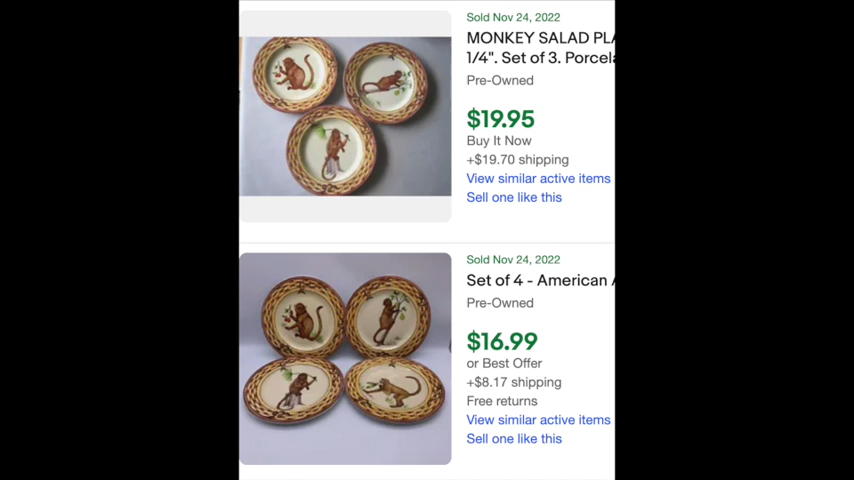 Sold Nov 24, 2022
MONKEY SALAD PLA
1/4". Set of 3. Porcela
Pre-Owned
$19.95
Buy It Now
+$19.70 shipping
View similar active items
Sell one like this
Sold Nov 24, 2022
Set of 4 - American
Pre-Owned
$16.99
or Best Offer
+$8.17 shipping
Free returns
View similar active items
Sell one like this